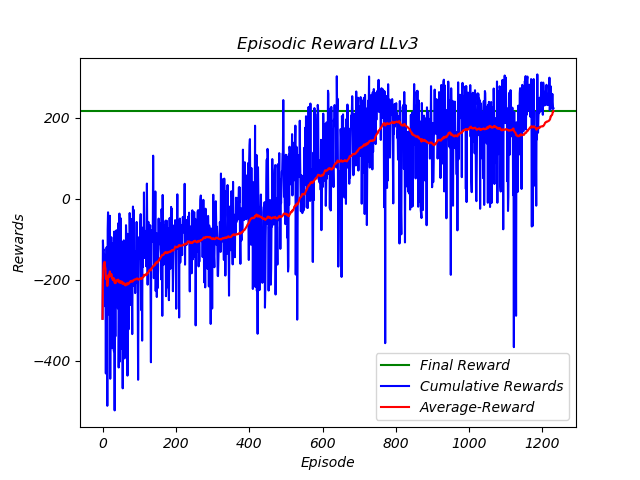 Episodic Reward LLv3
Rewards
200
0
−200
−400
0 200 400 600 800 1000 1200
Episode
Final Reward
Cumulative Rewards
Average-Reward